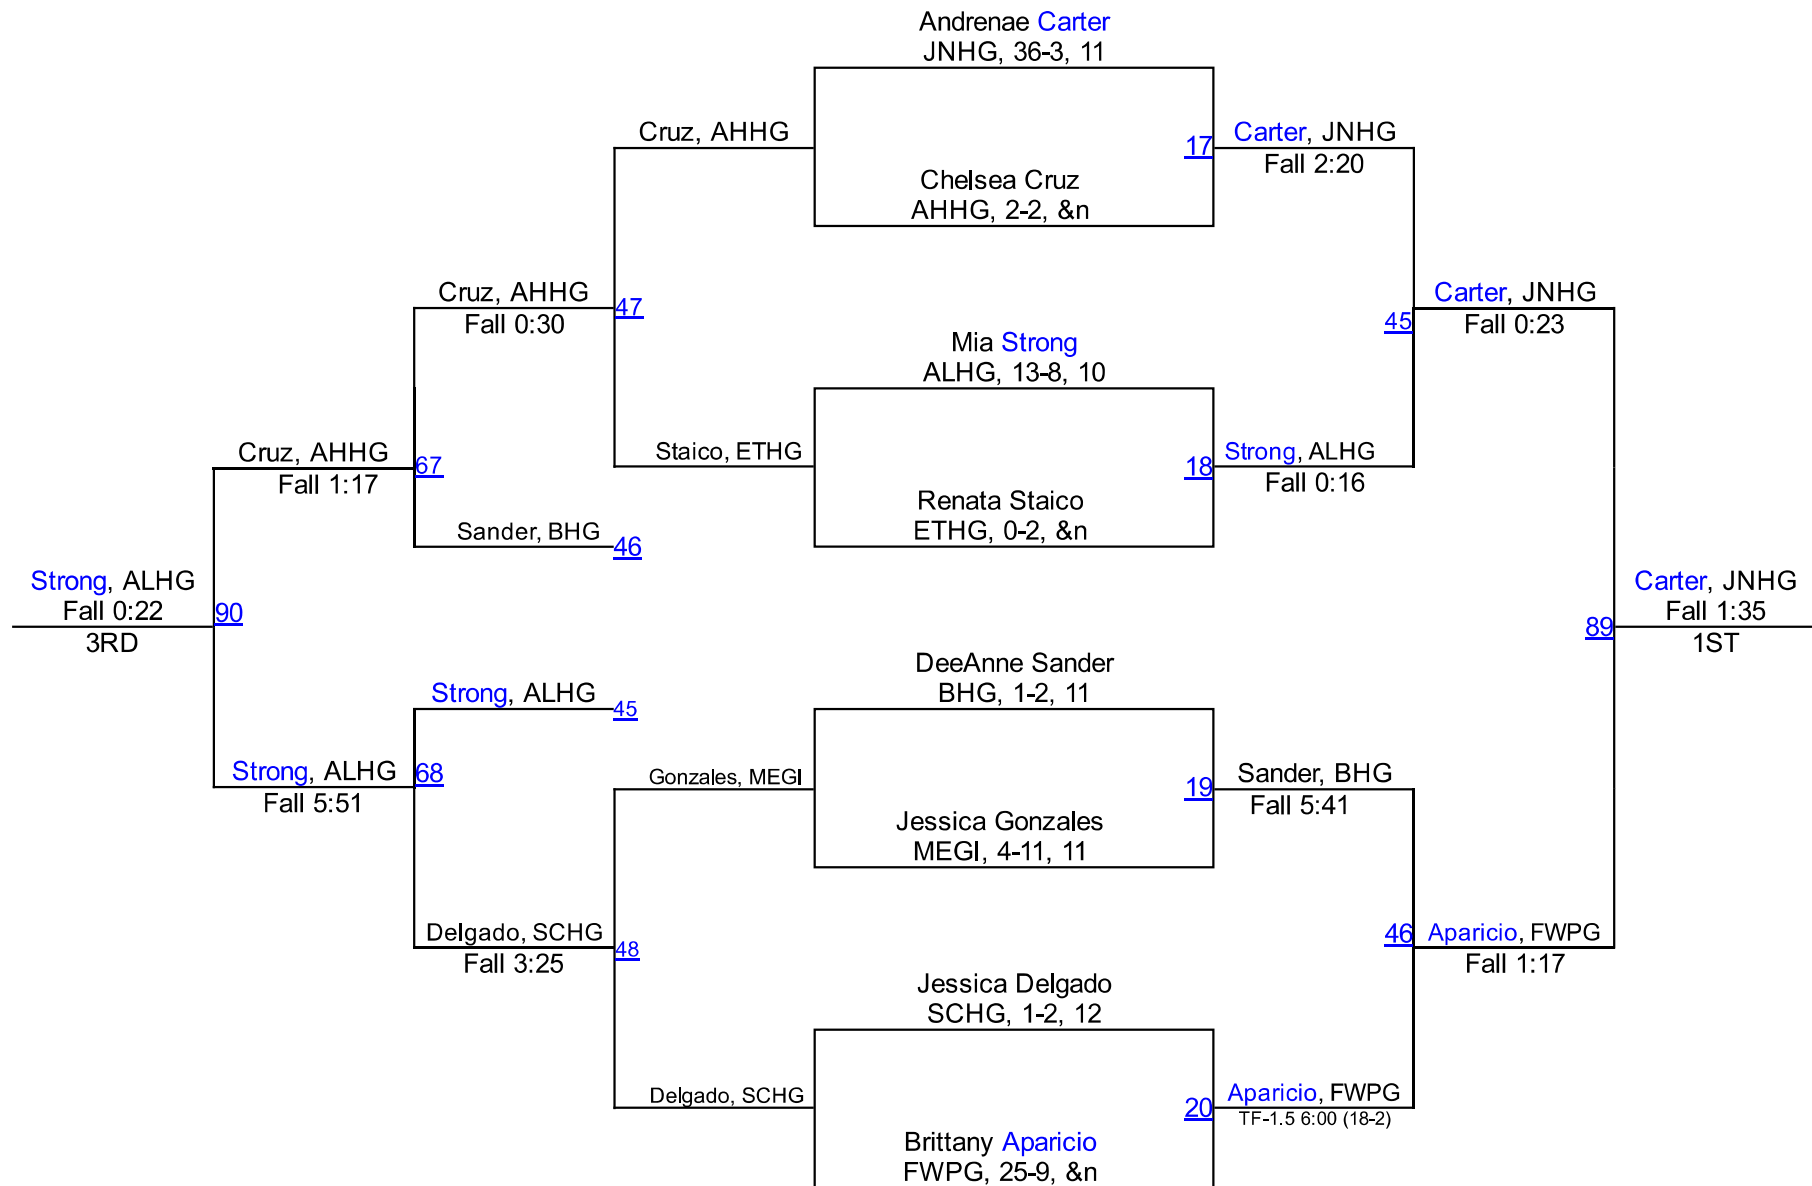 Andrenae Carter
JNHG, 36-3, 11
Cruz, AHHG
17
Carter, JNHG
Fall 2:20
Chelsea Cruz
AHHG, 2-2, &n
Cruz, AHHG
Fall 0:30
47
45
Carter, JNHG
Fall 0:23
Mia Strong
ALHG, 13-8, 10
Cruz, AHHG
Fall 1:17
67
Staico, ETHG
18
Strong, ALHG
Fall 0:16
Renata Staico
ETHG, 0-2, &n
Sander, BHG
46
Strong, ALHG
Fall 0:22
3RD
90
89
Carter, JNHG
Fall 1:35
1ST
DeeAnne Sander
BHG, 1-2, 11
Strong, ALHG
45
Strong, ALHG
Fall 5:51
68
Gonzales, MEGI
19
Sander, BHG
Fall 5:41
Jessica Gonzales
MEGI, 4-11, 11
Delgado, SCHG
Fall 3:25
48
46
Aparicio, FWPG
Fall 1:17
Jessica Delgado
SCHG, 1-2, 12
Delgado, SCHG
20
Aparicio, FWPG
TF-1.5 6:00 (18-2)
Brittany Aparicio
FWPG, 25-9, &n